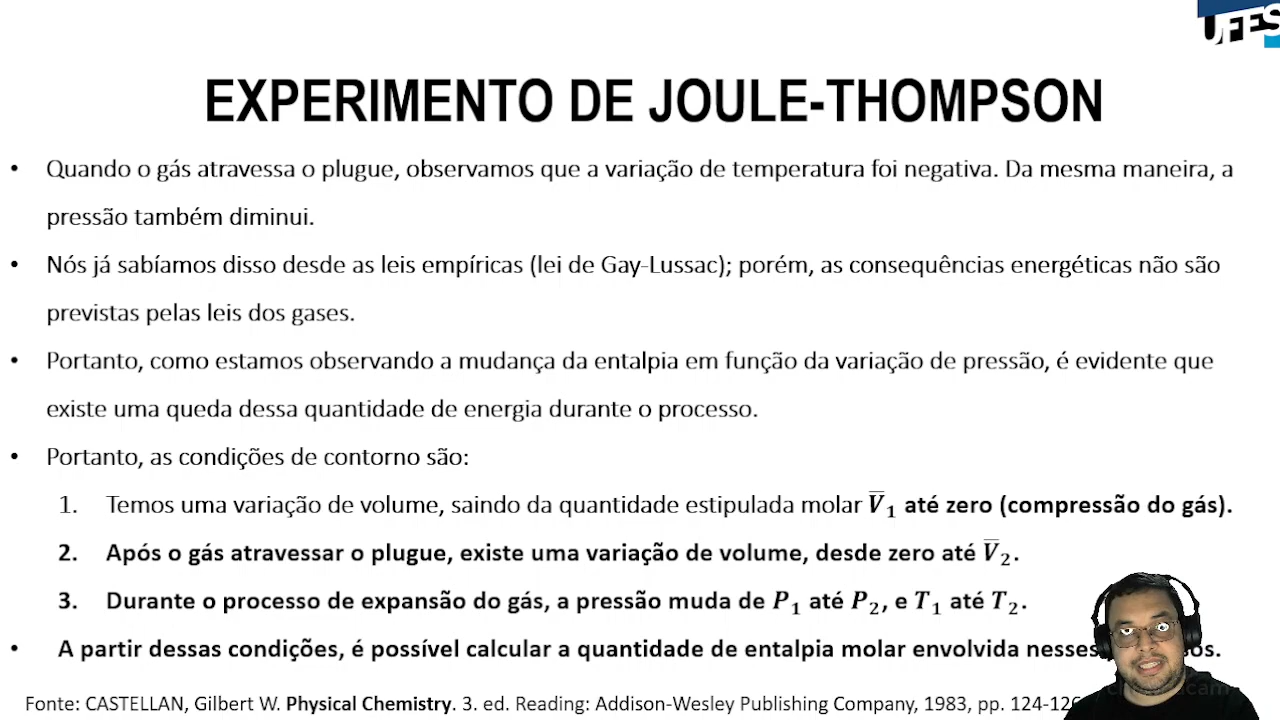 UFES
EXPERIMENTO DE JOULE-THOMPSON
• Quando o gás atravessa o plugue, observamos que a variação de temperatura foi negativa. Da mesma maneira, a
pressão também diminui.
• Nós já sabíamos disso desde as leis empíricas (lei de Gay-Lussac); porém, as consequências energéticas não são
previstas pelas leis dos gases.
• Portanto, como estamos observando a mudança da entalpia em função da variação de pressão, é evidente que
existe uma queda dessa quantidade de energia durante o processo.
• Portanto, as condições de contorno são:
1. Temos uma variação de volume, saindo da quantidade estipulada molar V̅₁ até zero (compressão do gás).
2. Após o gás atravessar o plugue, existe uma variação de volume, desde zero até V̅₂.
3. Durante o processo de expansão do gás, a pressão muda de P₁ até P₂, e T₁ até T₂.
• A partir dessas condições, é possível calcular a quantidade de entalpia molar envolvida nesses
Fonte: CASTELLAN, Gilbert W. Physical Chemistry. 3. ed. Reading: Addison-Wesley Publishing Company, 1983, pp. 124-126